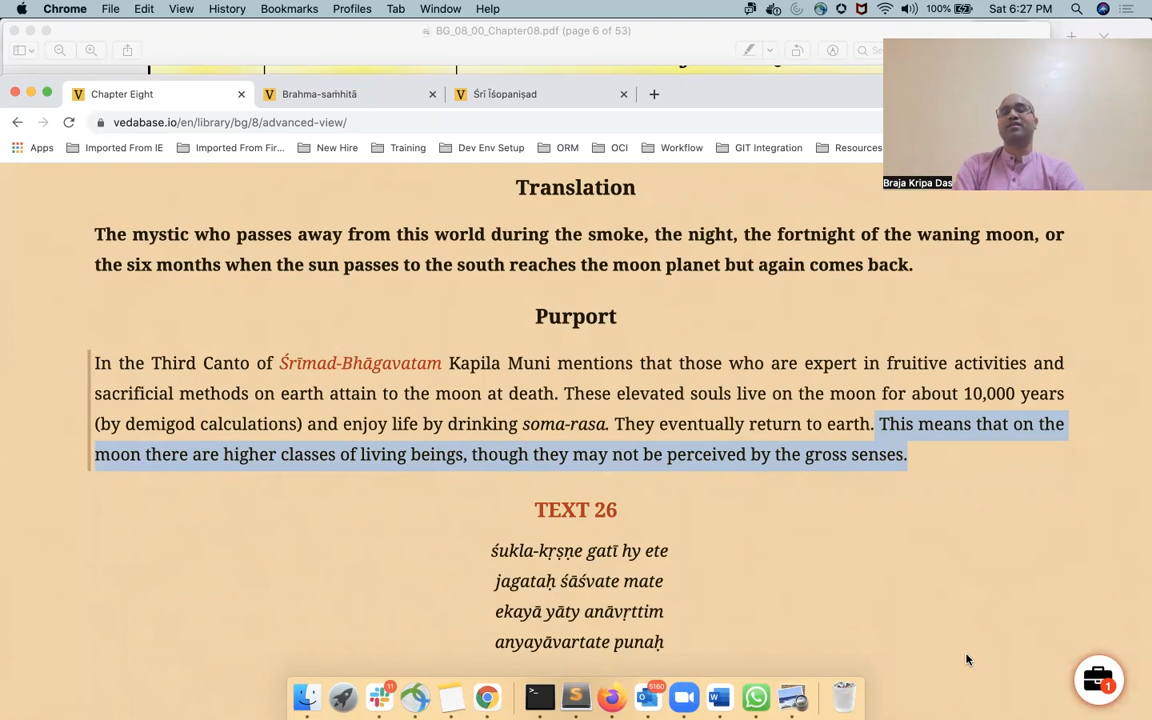 Chrome File Edit View History Bookmarks Profiles Tab Window Help 100% Sat 6:27 PM
BG_08_00_Chapter08.pdf (page 6 of 53)
Chapter Eight Brahma-saṁhitā Śrī Īśopaniṣad
vedabase.io/en/library/bg/8/advanced-view/
Apps Imported From IE Imported From Fir... New Hire Training Dev Env Setup ORM OCI Workflow GIT Integration Resources
Braja Kripa Das
Translation
The mystic who passes away from this world during the smoke, the night, the fortnight of the waning moon, or
the six months when the sun passes to the south reaches the moon planet but again comes back.
Purport
In the Third Canto of Śrīmad-Bhāgavatam Kapila Muni mentions that those who are expert in fruitive activities and
sacrificial methods on earth attain to the moon at death. These elevated souls live on the moon for about 10,000 years
(by demigod calculations) and enjoy life by drinking soma-rasa. They eventually return to earth. This means that on the
moon there are higher classes of living beings, though they may not be perceived by the gross senses.
TEXT 26
śukla-kṛṣṇe gatī hy ete
jagataḥ śāśvate mate
ekayā yāty anāvṛttim
anyayāvartate punaḥ
1
11
5160